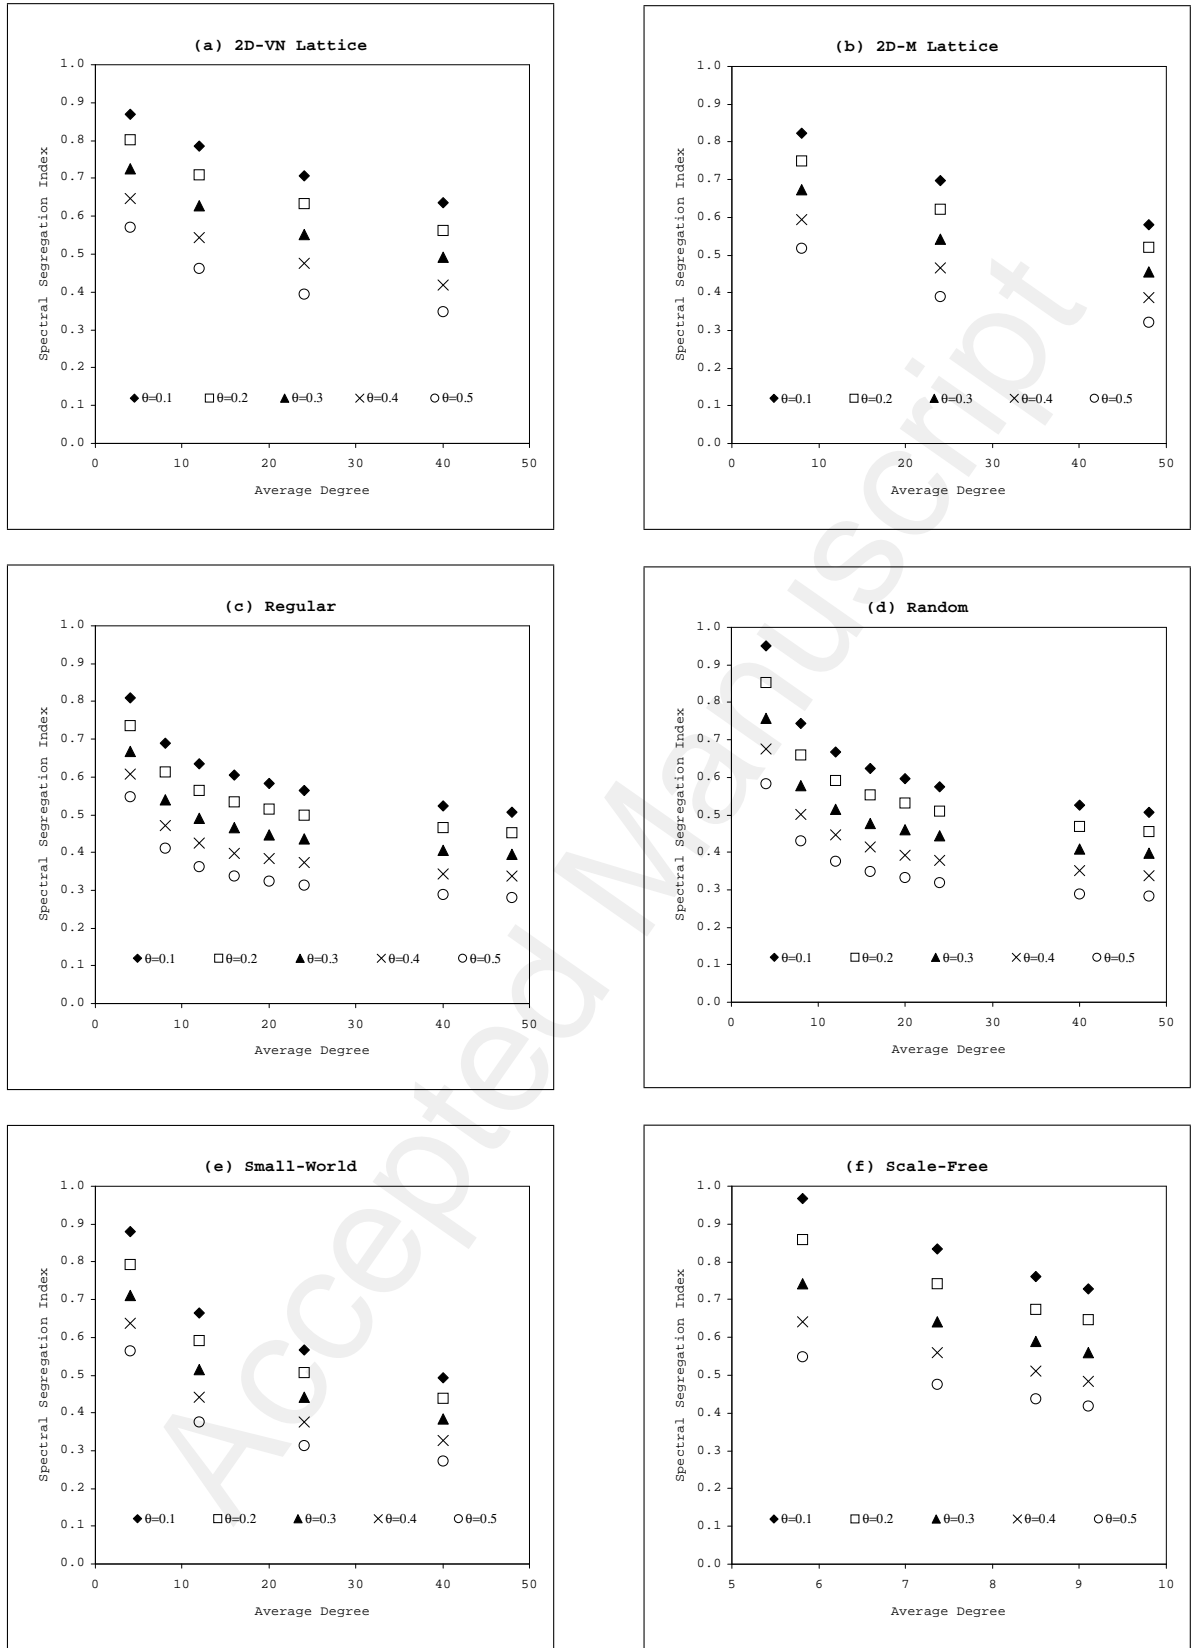 (a) 2D-VN Lattice
1.0
0.9
0.8
0.7
0.6
0.5
0.4
0.3
0.2
0.1
0.0
Spectral Segregation Index
θ=0.1 θ=0.2 θ=0.3 θ=0.4 θ=0.5
0 10 20 30 40 50
Average Degree
(b) 2D-M Lattice
1.0
0.9
0.8
0.7
0.6
0.5
0.4
0.3
0.2
0.1
0.0
Spectral Segregation Index
θ=0.1 θ=0.2 θ=0.3 θ=0.4 θ=0.5
0 10 20 30 40 50
Average Degree
(c) Regular
1.0
0.9
0.8
0.7
0.6
0.5
0.4
0.3
0.2
0.1
0.0
Spectral Segregation Index
θ=0.1 θ=0.2 θ=0.3 θ=0.4 θ=0.5
0 10 20 30 40 50
Average Degree
(d) Random
1.0
0.9
0.8
0.7
0.6
0.5
0.4
0.3
0.2
0.1
0.0
Spectral Segregation Index
θ=0.1 θ=0.2 θ=0.3 θ=0.4 θ=0.5
0 10 20 30 40 50
Average Degree
(e) Small-World
1.0
0.9
0.8
0.7
0.6
0.5
0.4
0.3
0.2
0.1
0.0
Spectral Segregation Index
θ=0.1 θ=0.2 θ=0.3 θ=0.4 θ=0.5
0 10 20 30 40 50
Average Degree
(f) Scale-Free
1.0
0.9
0.8
0.7
0.6
0.5
0.4
0.3
0.2
0.1
0.0
Spectral Segregation Index
θ=0.1 θ=0.2 θ=0.3 θ=0.4 θ=0.5
5 6 7 8 9 10
Average Degree
Accepted Manuscript